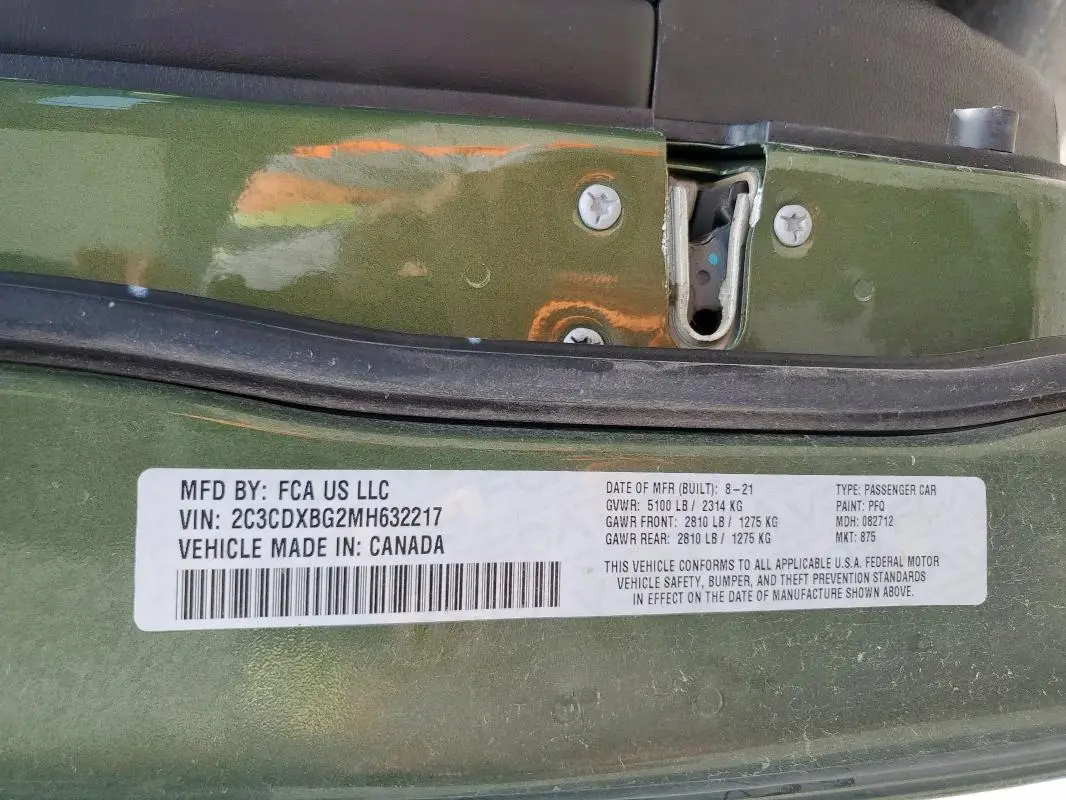 MFD BY: FCA US LLC
VIN: 2C3CDXBG2MH632217
VEHICLE MADE IN: CANADA
DATE OF MFR (BUILT): 8-21
GVWR: 5100 LB / 2314 KG
GAWR FRONT: 2810 LB / 1275 KG
GAWR REAR: 2810 LB / 1275 KG
TYPE: PASSENGER CAR
PAINT: PFQ
MDH: 082712
MKT: 875
THIS VEHICLE CONFORMS TO ALL APPLICABLE U.S.A. FEDERAL MOTOR
VEHICLE SAFETY, BUMPER, AND THEFT PREVENTION STANDARDS
IN EFFECT ON THE DATE OF MANUFACTURE SHOWN ABOVE.